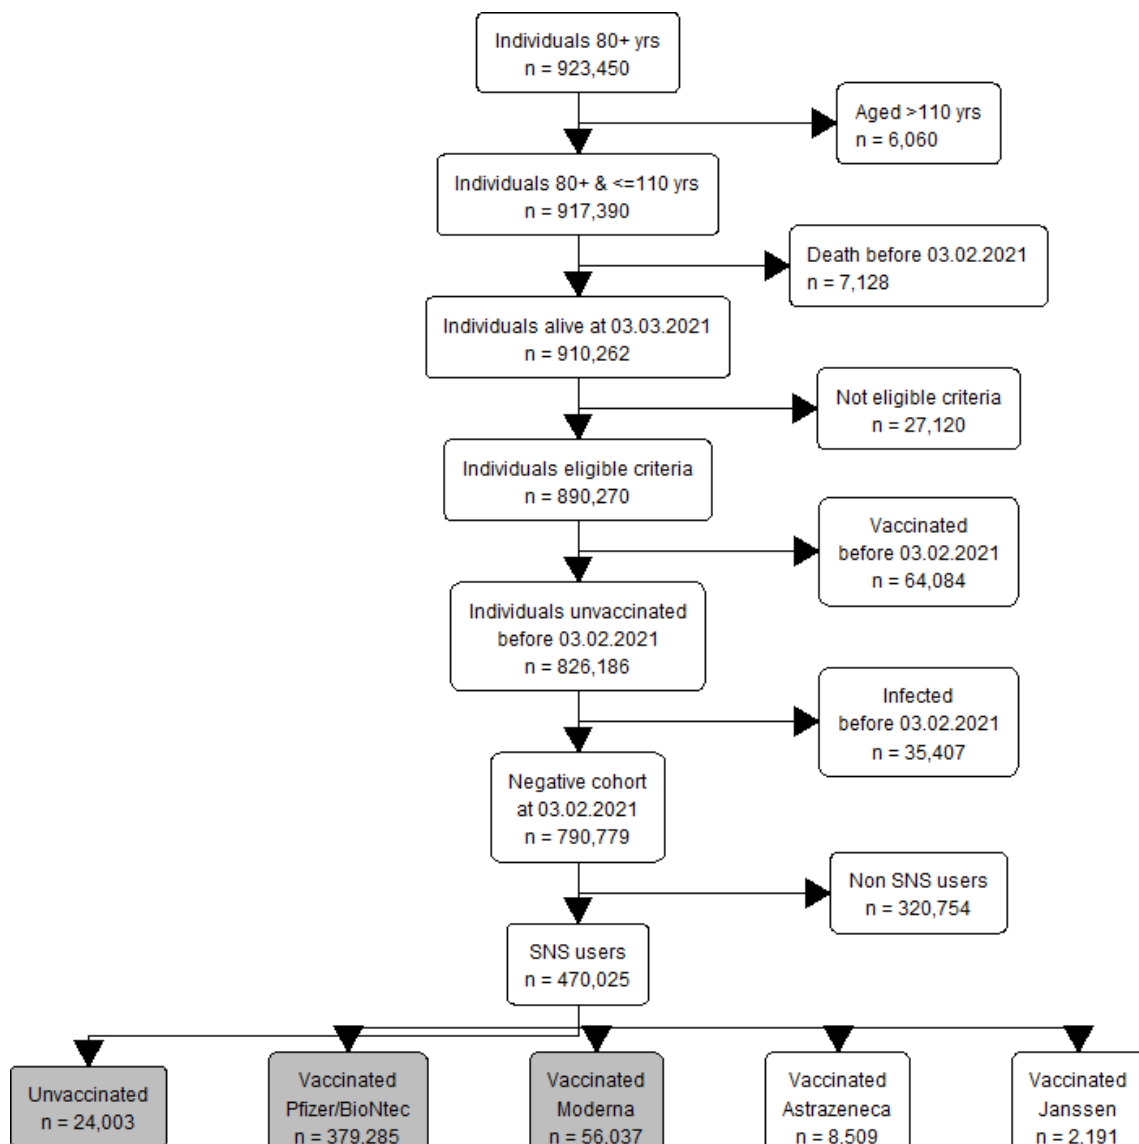 Individuals 80+ yrs
n = 923,450
Aged >110 yrs
n = 6,060
Individuals 80+ & <=110 yrs
n = 917,390
Death before 03.02.2021
n = 7,128
Individuals alive at 03.03.2021
n = 910,262
Not eligible criteria
n = 27,120
Individuals eligible criteria
n = 890,270
Vaccinated
before 03.02.2021
n = 64,084
Individuals unvaccinated
before 03.02.2021
n = 826,186
Infected
before 03.02.2021
n = 35,407
Negative cohort
at 03.02.2021
n = 790,779
Non SNS users
n = 320,754
SNS users
n = 470,025
Unvaccinated
n = 24,003
Vaccinated
Pfizer/BioNtec
n = 379,285
Vaccinated
Moderna
n = 56,037
Vaccinated
Astrazeneca
n = 8,509
Vaccinated
Janssen
n = 2,191